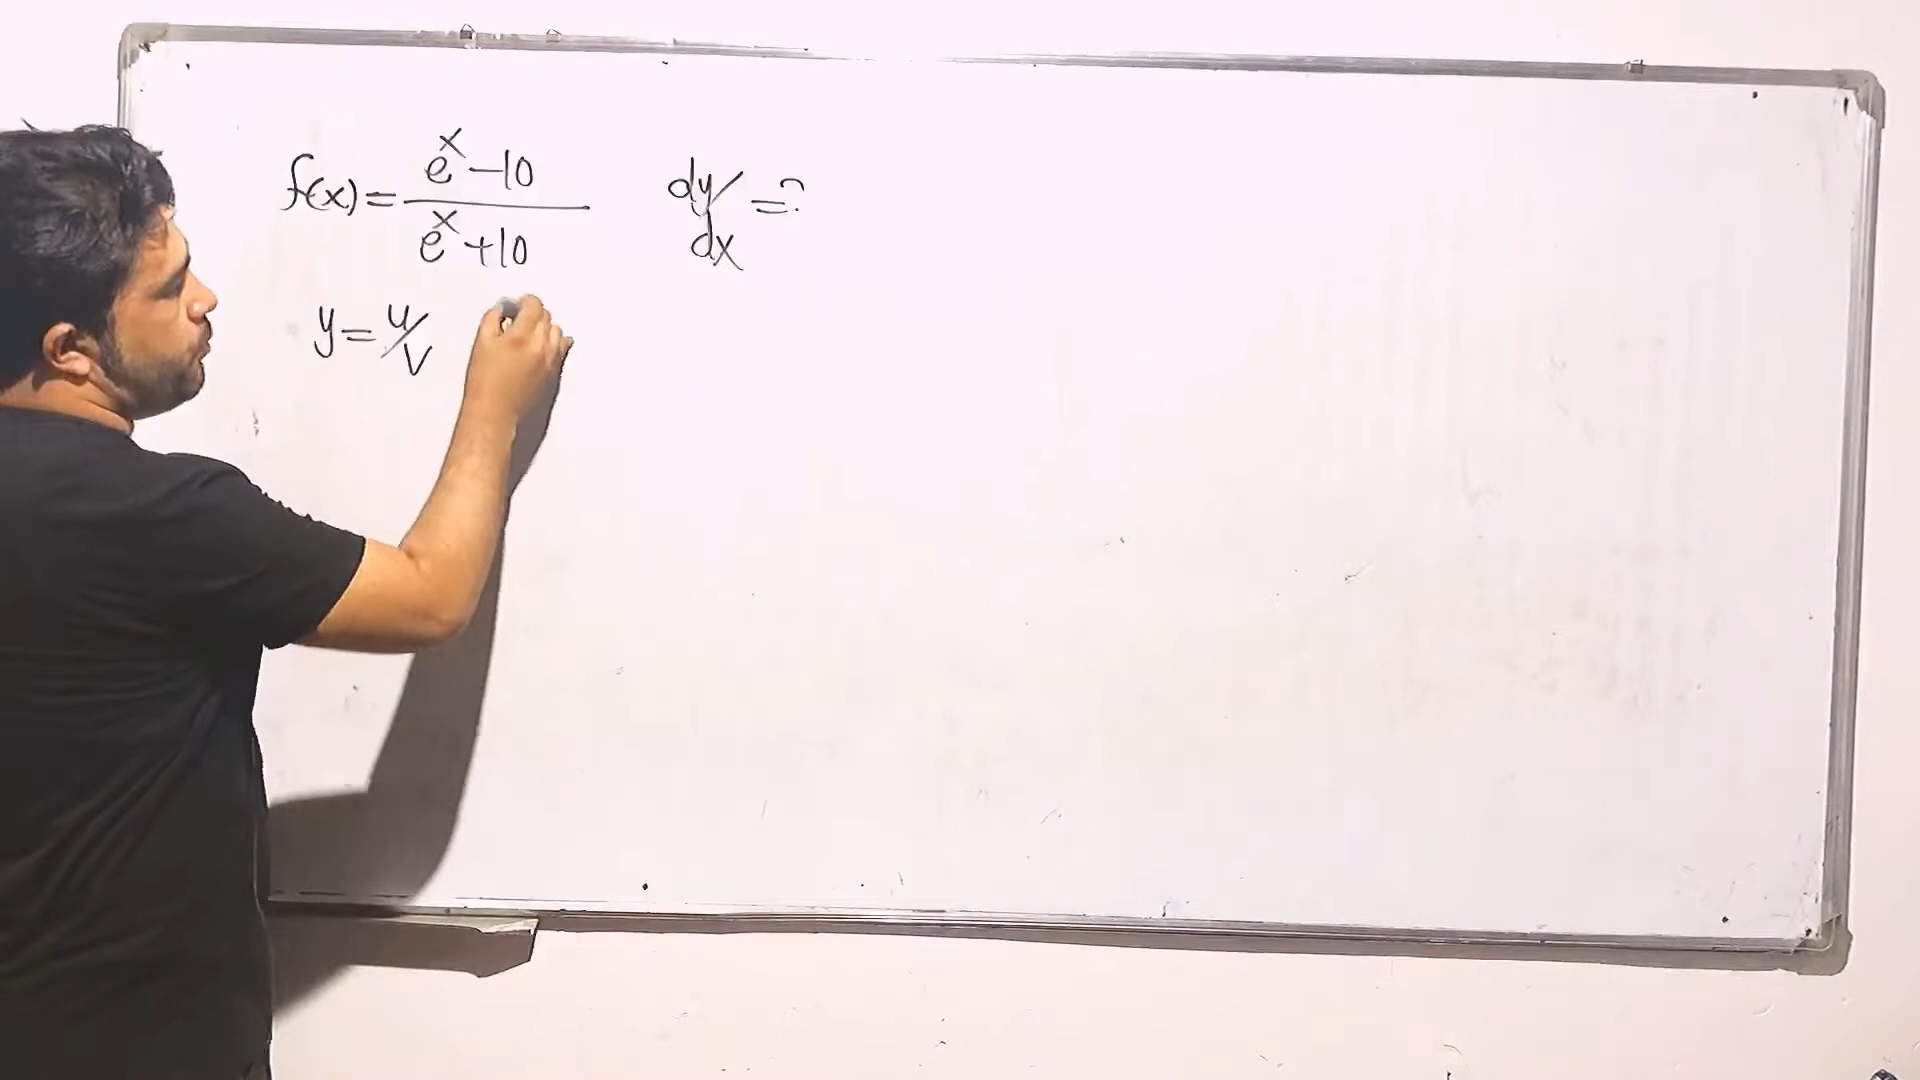 f(x) = e^x - 10 / e^x + 10    dy/dx = ?
y = u/v